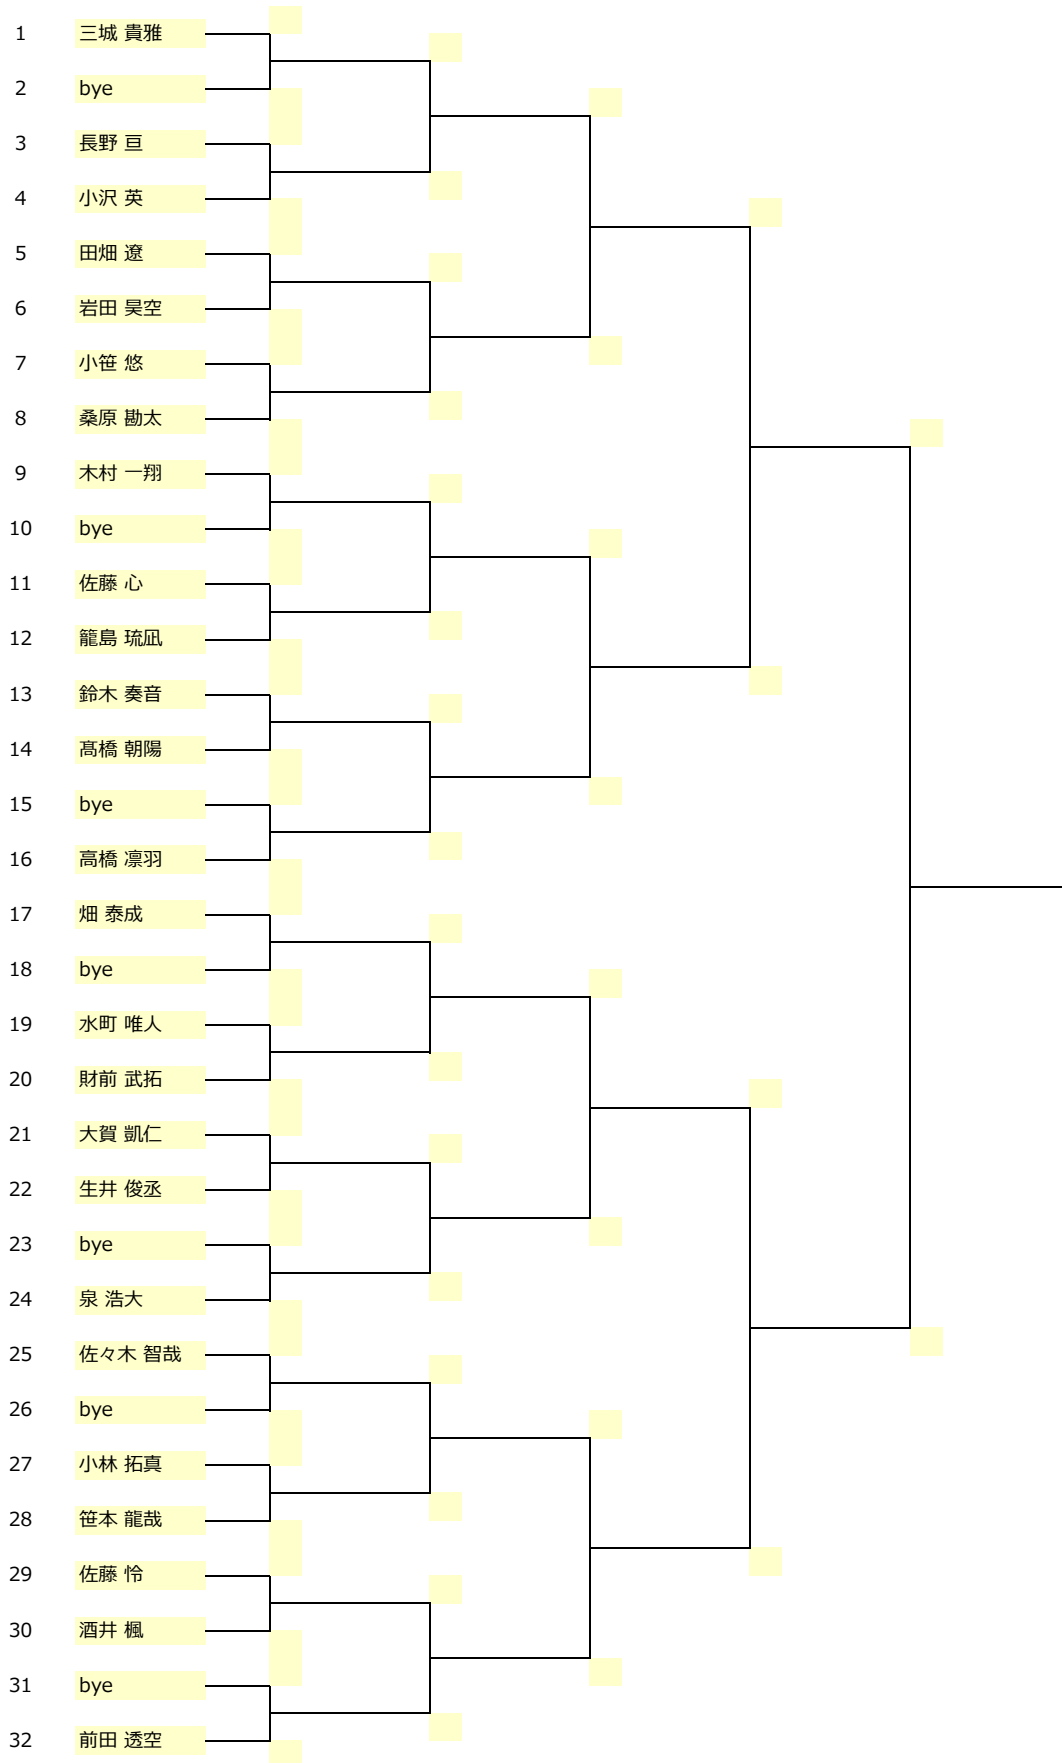 1 三城 貴雅
2 bye
3 長野 亘
4 小沢 英
5 田畑 遼
6 岩田 昊空
7 小笹 悠
8 桑原 勘太
9 木村 一翔
10 bye
11 佐藤 心
12 籠島 琉凪
13 鈴木 奏音
14 髙橋 朝陽
15 bye
16 高橋 凛羽
17 畑 泰成
18 bye
19 水町 唯人
20 財前 武拓
21 大賀 凱仁
22 生井 俊丞
23 bye
24 泉 浩大
25 佐々木 智哉
26 bye
27 小林 拓真
28 笹本 龍哉
29 佐藤 怜
30 酒井 楓
31 bye
32 前田 透空